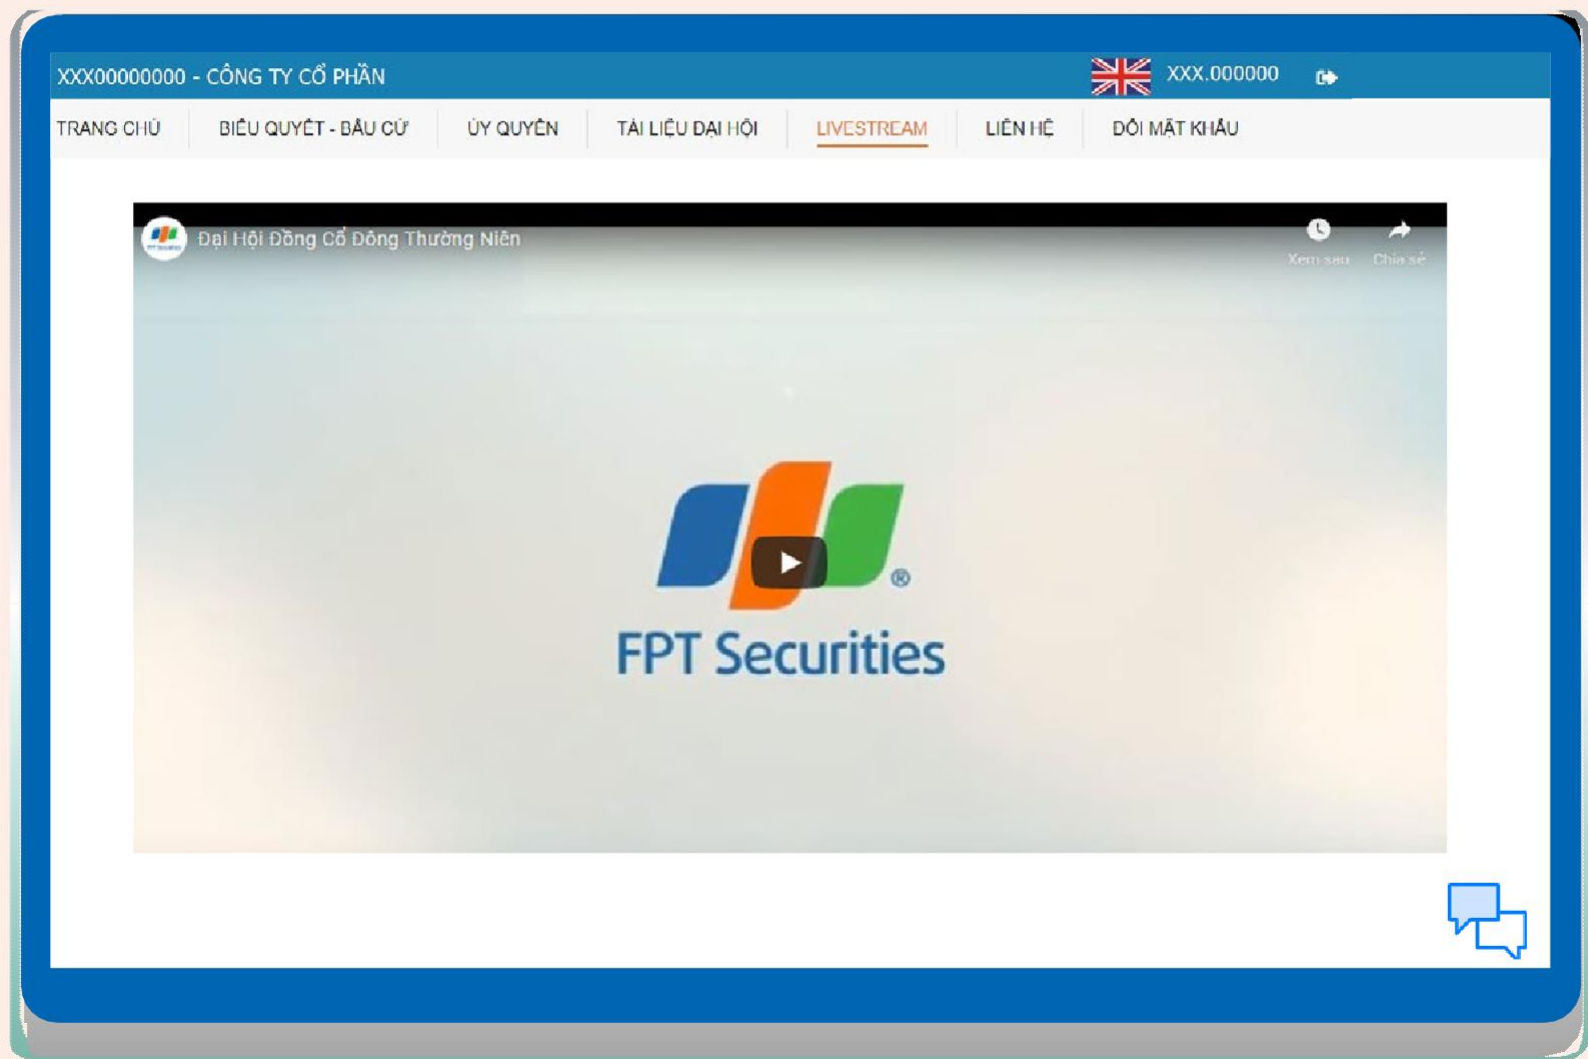 XXX00000000 - CÔNG TY CỔ PHẦN
XXX.000000
TRANG CHỦ BIỂU QUYẾT - BẦU CỬ ỦY QUYỀN TÀI LIỆU ĐẠI HỘI LIVESTREAM LIÊN HỆ ĐỔI MẬT KHẨU
Đại Hội Đồng Cổ Đông Thường Niên
Xem sau Chia sẻ
FPT Securities